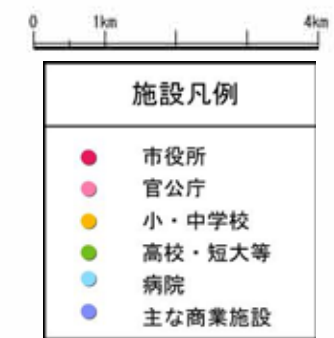 0 1km 4km
施設凡例
市役所
官公庁
小・中学校
高校・短大等
病院
主な商業施設